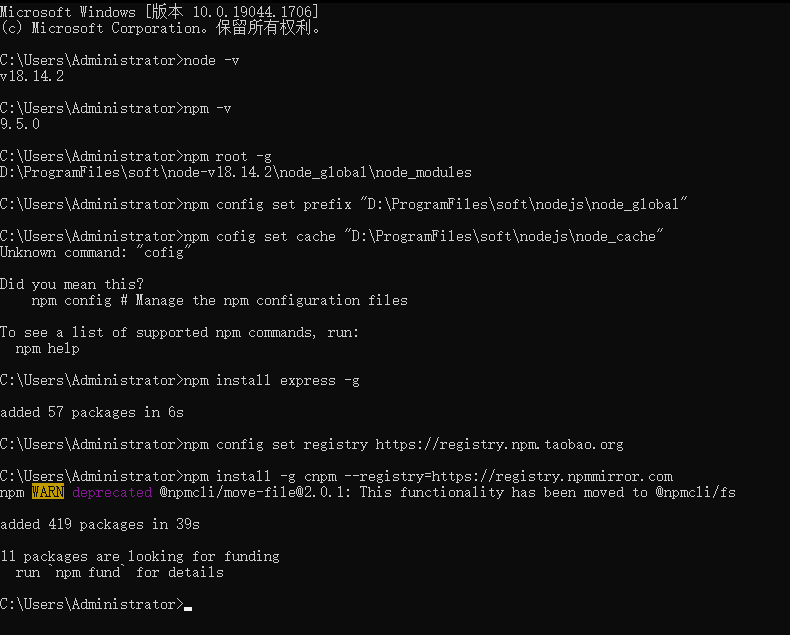 Microsoft Windows [版本 10.0.19044.1706]
(c) Microsoft Corporation。保留所有权利。
C:\Users\Administrator>node -v
v18.14.2
C:\Users\Administrator>npm -v
9.5.0
C:\Users\Administrator>npm root -g
D:\ProgramFiles\soft\node-v18.14.2\node_global\node_modules
C:\Users\Administrator>npm config set prefix "D:\ProgramFiles\soft\nodejs\node_global"
C:\Users\Administrator>npm cofig set cache "D:\ProgramFiles\soft\nodejs\node_cache"
Unknown command: "cofig"
Did you mean this?
    npm config # Manage the npm configuration files
To see a list of supported npm commands, run:
  npm help
C:\Users\Administrator>npm install express -g
added 57 packages in 6s
C:\Users\Administrator>npm config set registry https://registry.npm.taobao.org
C:\Users\Administrator>npm install -g cnpm --registry=https://registry.npmmirror.com
npm WARN deprecated @npmcli/move-file@2.0.1: This functionality has been moved to @npmcli/fs
added 419 packages in 39s
11 packages are looking for funding
  run `npm fund` for details
C:\Users\Administrator>